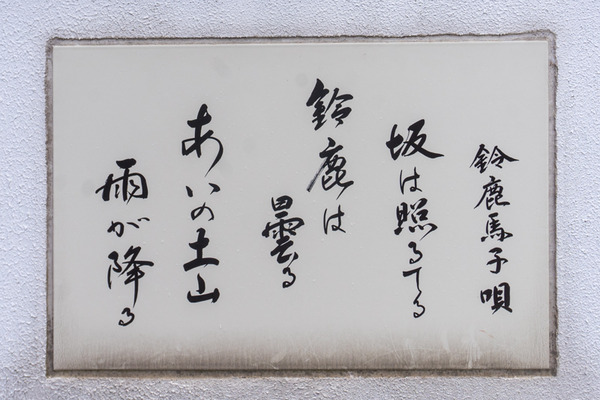 鈴鹿馬子唄
坂は照るてる
鈴鹿は
曇る
あいの土山
雨が降る